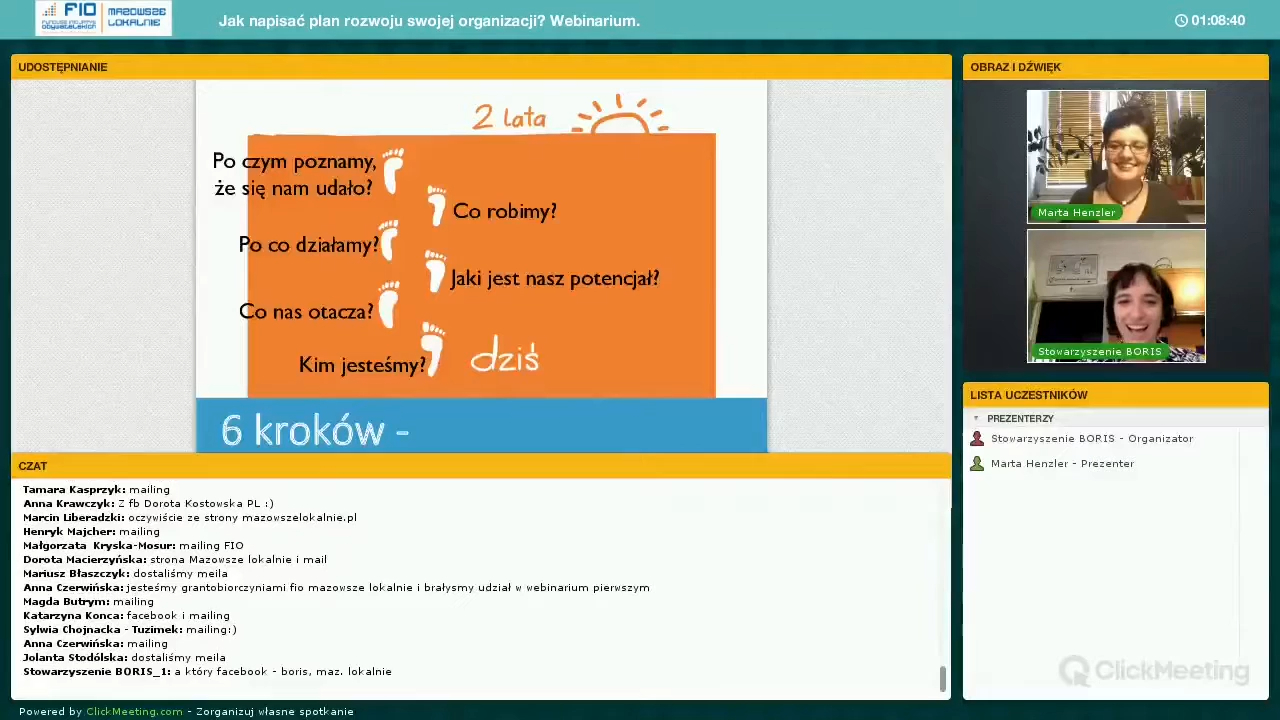 FIO
fundusz inicjatyw
obywatelskich
MAZOWSZE
LOKALNIE
Jak napisać plan rozwoju swojej organizacji? Webinarium.
01:08:40
UDOSTĘPNIANIE
2 lata
Po czym poznamy,
że się nam udało?
Co robimy?
Po co działamy?
Jaki jest nasz potencjał?
Co nas otacza?
Kim jesteśmy?
dziś
6 kroków -
OBRAZ I DŹWIĘK
Marta Henzler
Stowarzyszenie BORIS
LISTA UCZESTNIKÓW
PREZENTERZY
Stowarzyszenie BORIS - Organizator
Marta Henzler - Prezenter
ClickMeeting
CZAT
Tamara Kasprzyk: mailing
Anna Krawczyk: Z fb Dorota Kostowska PL :)
Marcin Liberadzki: oczywiście ze strony mazowszelokalnie.pl
Henryk Majcher: mailing
Małgorzata Kryska-Mosur: mailing FIO
Dorota Macierzyńska: strona Mazowsze lokalnie i mail
Mariusz Błaszczyk: dostaliśmy meila
Anna Czerwińska: jesteśmy grantobiorczyniami fio mazowsze lokalnie i brałysmy udział w webinarium pierwszym
Magda Butrym: mailing
Katarzyna Konca: facebook i mailing
Sylwia Chojnacka - Tuzimek: mailing:)
Anna Czerwińska: mailing
Jolanta Stodólska: dostaliśmy meila
Stowarzyszenie BORIS_1: a który facebook - boris, maz. lokalnie
Powered by ClickMeeting.com - Zorganizuj własne spotkanie